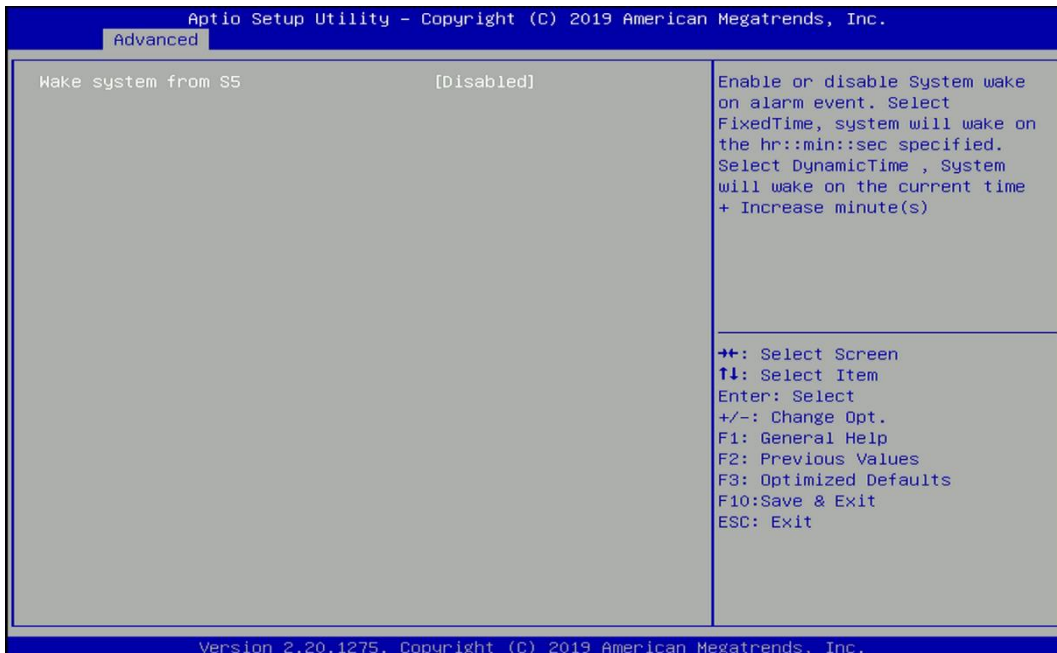 Aptio Setup Utility – Copyright (C) 2019 American Megatrends, Inc.
Advanced
Wake system from S5 [Disabled]
Enable or disable System wake
on alarm event. Select
FixedTime, system will wake on
the hr::min::sec specified.
Select DynamicTime , System
will wake on the current time
+ Increase minute(s)
→←: Select Screen
↑↓: Select Item
Enter: Select
+/-: Change Opt.
F1: General Help
F2: Previous Values
F3: Optimized Defaults
F10:Save & Exit
ESC: Exit
Version 2.20.1275. Copyright (C) 2019 American Megatrends, Inc.